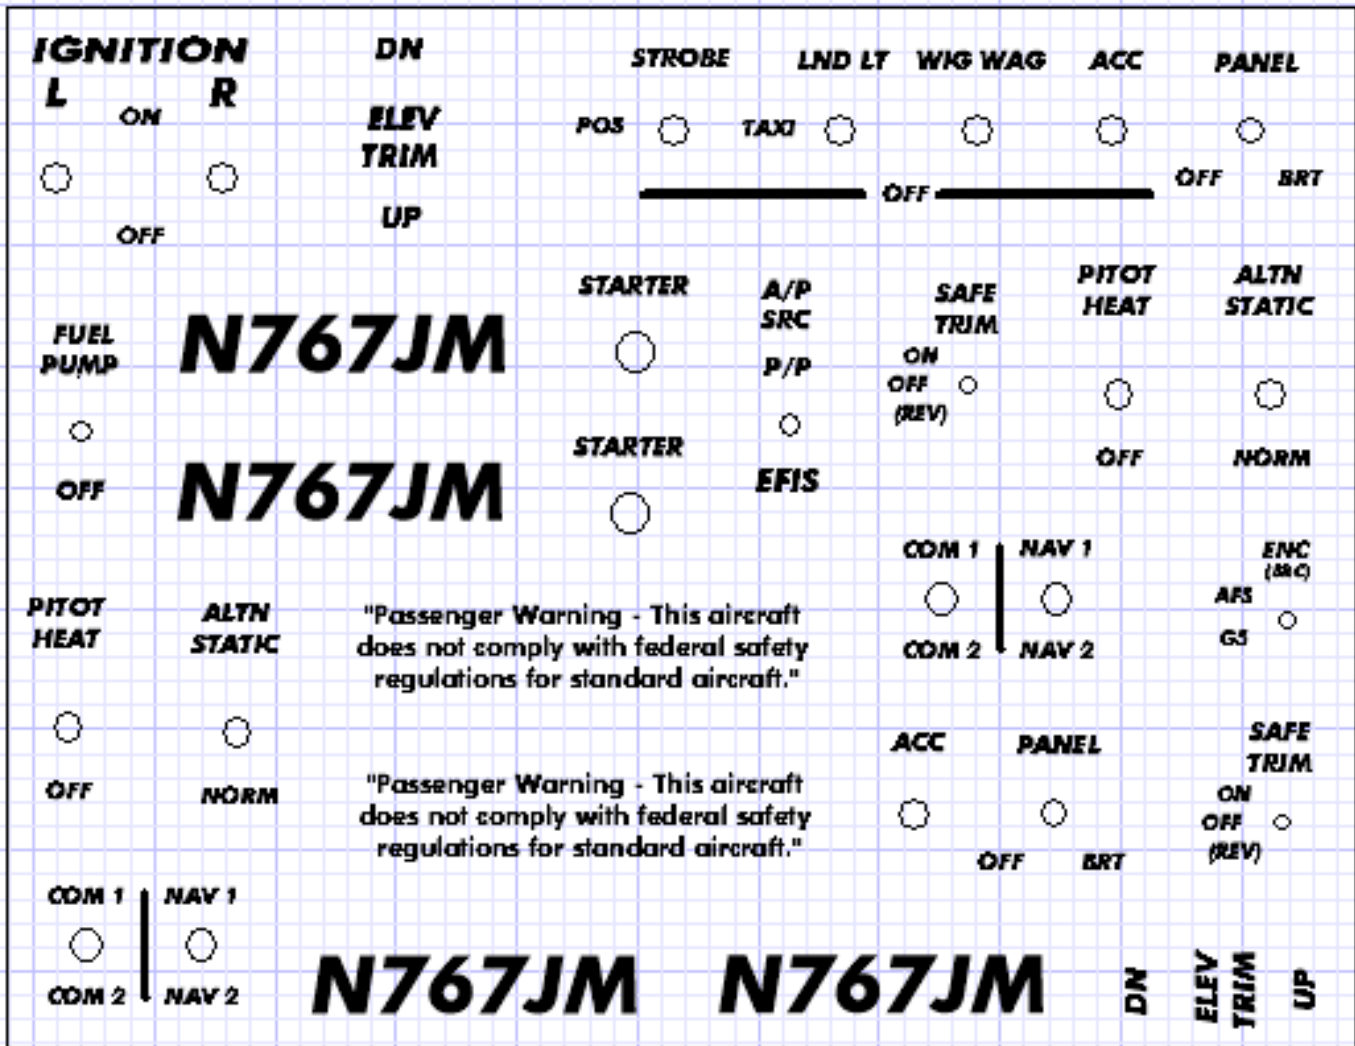 IGNITION
L R
ON
OFF
DN
ELEV
TRIM
UP
STROBE LND LT WIG WAG ACC PANEL
POS TAXI
OFF
OFF BRT
FUEL
PUMP
OFF
N767JM
N767JM
STARTER
STARTER
A/P
SRC
P/P
EFIS
SAFE
TRIM
ON
OFF
(REV)
PITOT
HEAT
OFF
ALTN
STATIC
NORM
COM 1 NAV 1
COM 2 NAV 2
ENC
(SRC)
AFS
G5
PITOT
HEAT
OFF
ALTN
STATIC
NORM
"Passenger Warning - This aircraft
does not comply with federal safety
regulations for standard aircraft."
"Passenger Warning - This aircraft
does not comply with federal safety
regulations for standard aircraft."
ACC PANEL
OFF BRT
SAFE
TRIM
ON
OFF
(REV)
COM 1 NAV 1
COM 2 NAV 2
N767JM N767JM
DN
ELEV
TRIM
UP